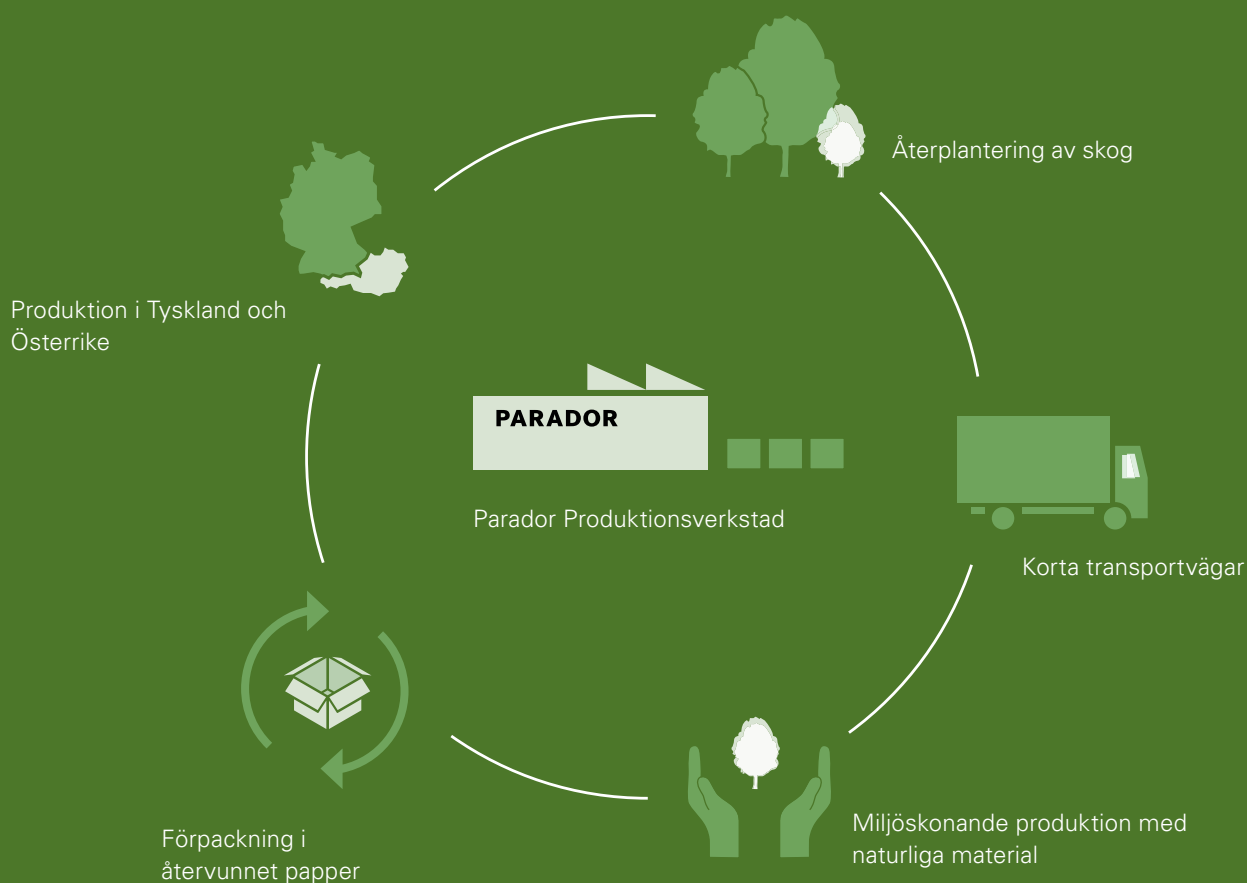 Återplantering av skog
Produktion i Tyskland och
Österrike
PARADOR
Parador Produktionsverkstad
Korta transportvägar
Miljöskonande produktion med
naturliga material
Förpackning i
återvunnet papper